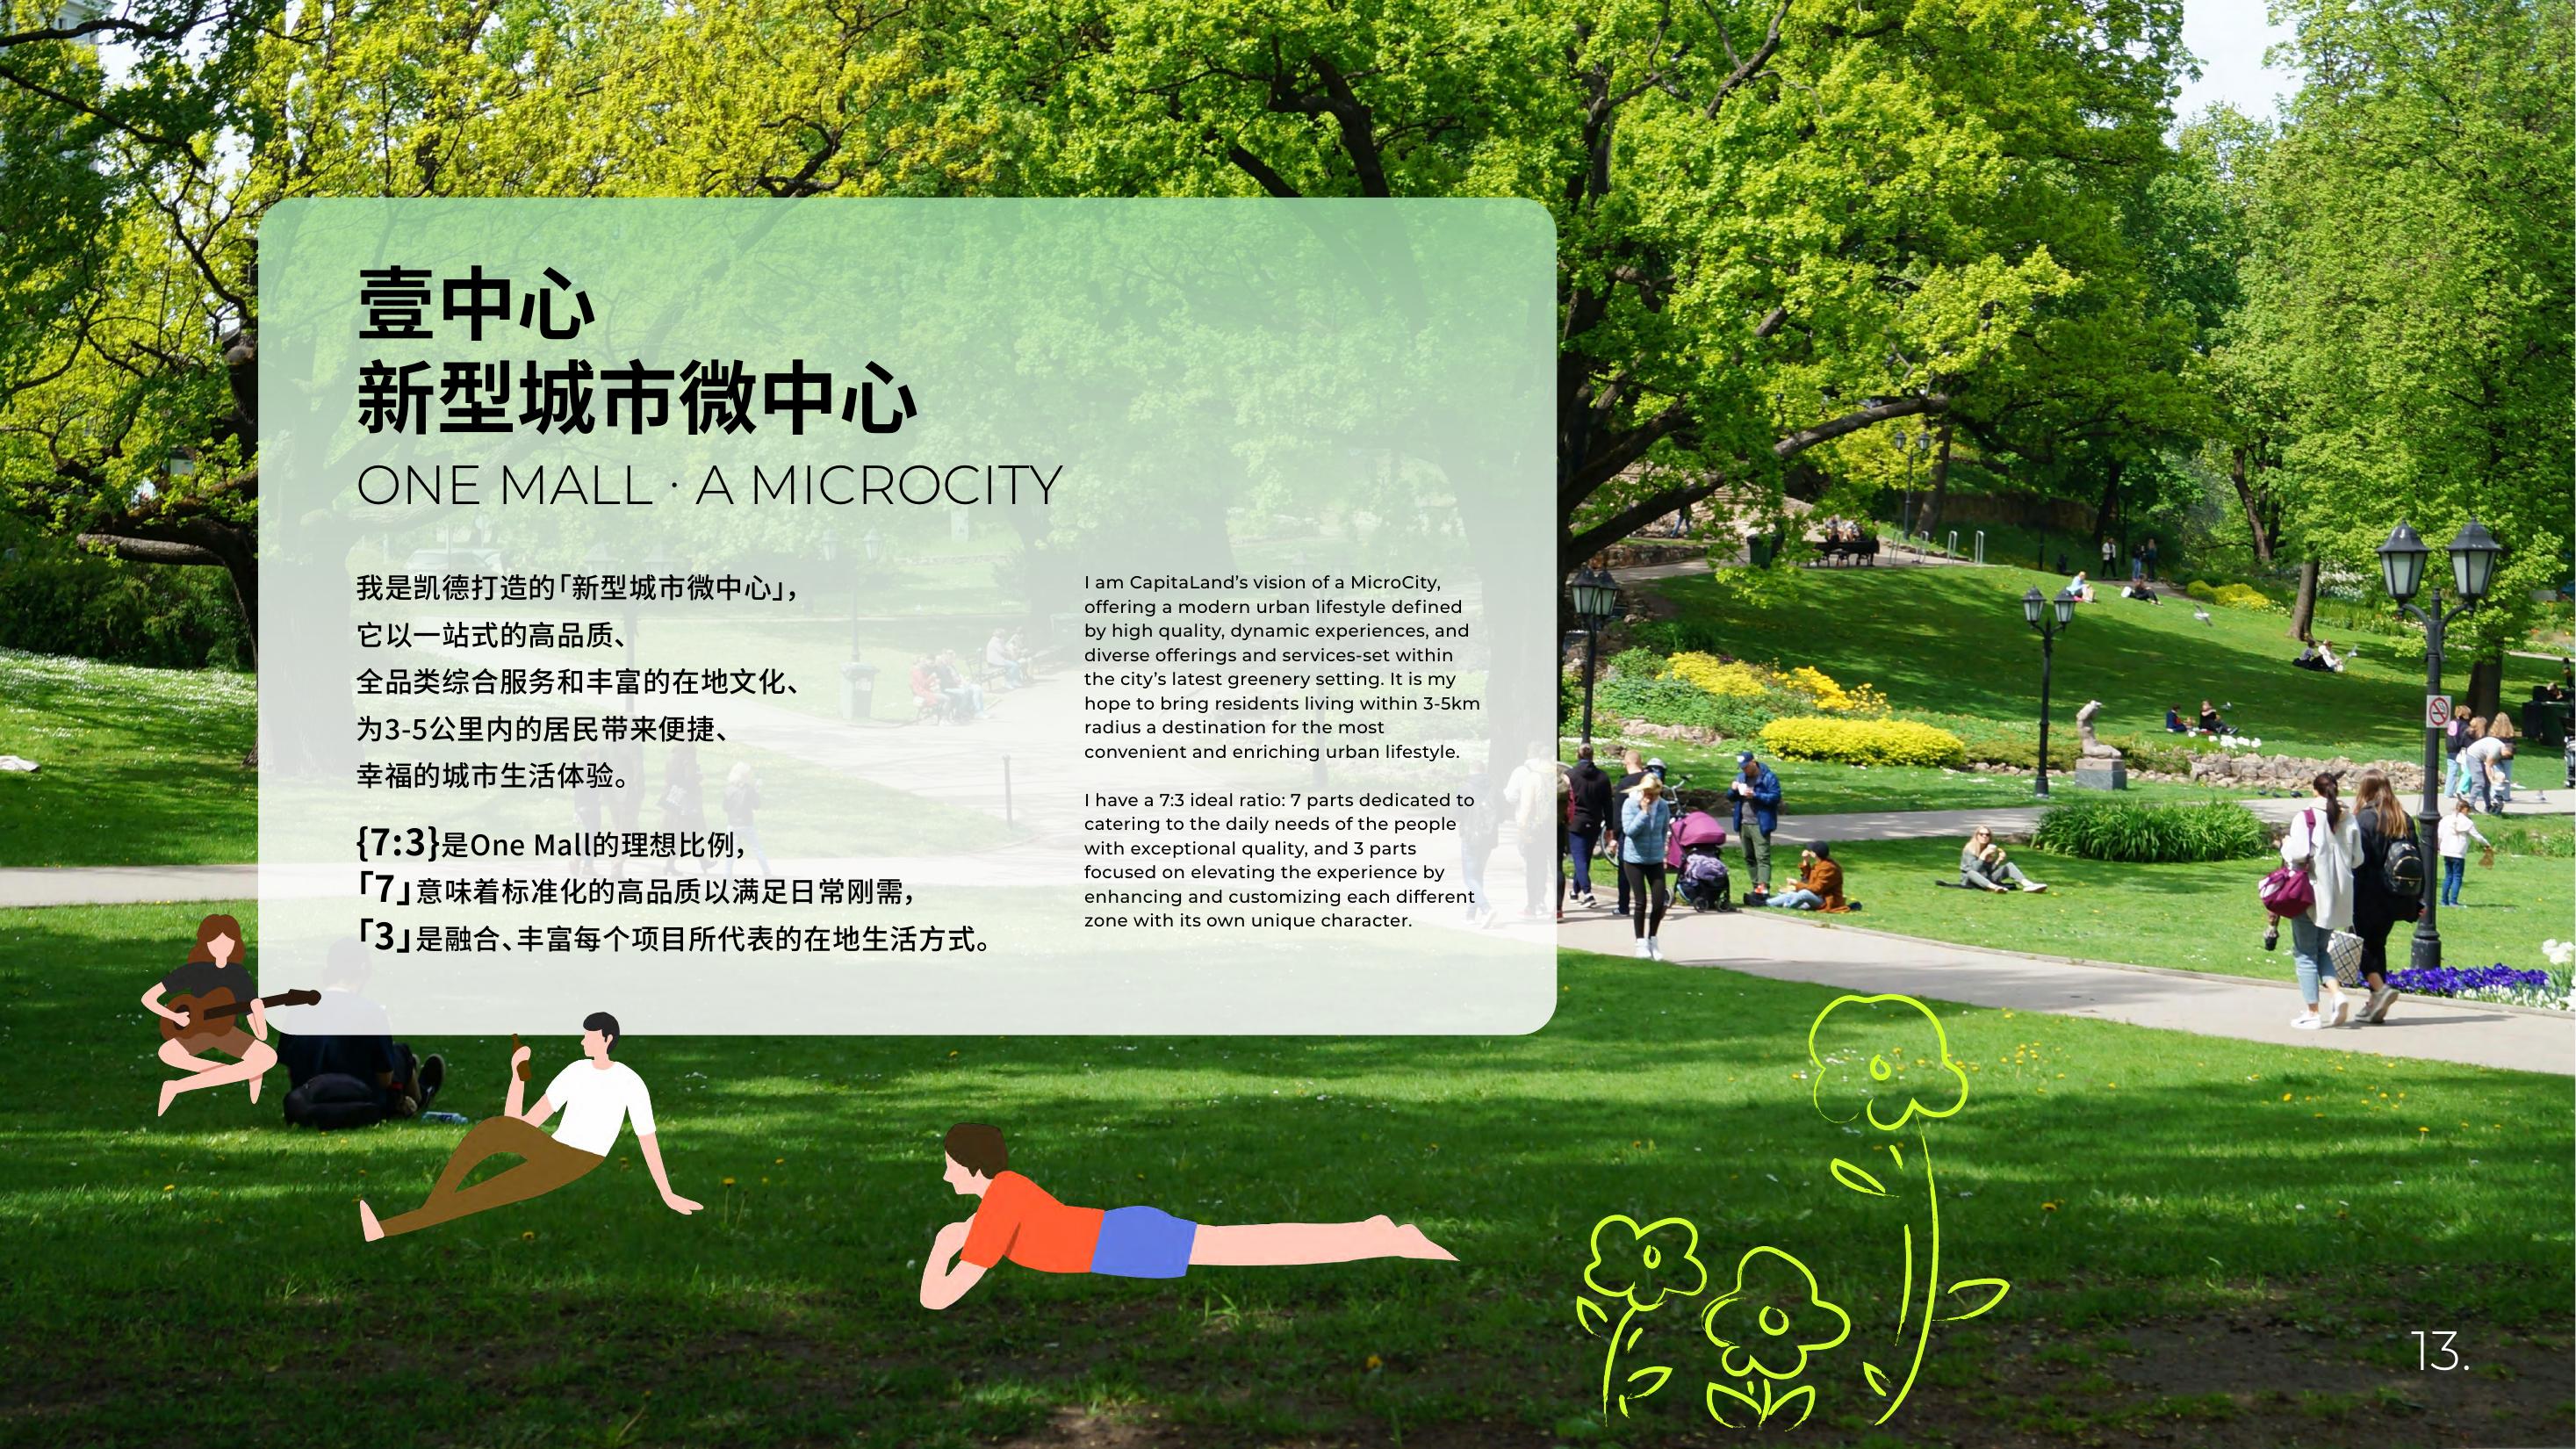 壹中心
新型城市微中心
ONE MALL · A MICROCITY
我是凯德打造的「新型城市微中心」，
它以一站式的高品质、
全品类综合服务和丰富的在地文化、
为3-5公里内的居民带来便捷、
幸福的城市生活体验。
{7:3}是One Mall的理想比例，
「7」意味着标准化的高品质以满足日常刚需，
「3」是融合、丰富每个项目所代表的在地生活方式。
I am CapitaLand’s vision of a MicroCity,
offering a modern urban lifestyle defined
by high quality, dynamic experiences, and
diverse offerings and services-set within
the city’s latest greenery setting. It is my
hope to bring residents living within 3-5km
radius a destination for the most
convenient and enriching urban lifestyle.
I have a 7:3 ideal ratio: 7 parts dedicated to
catering to the daily needs of the people
with exceptional quality, and 3 parts
focused on elevating the experience by
enhancing and customizing each different
zone with its own unique character.
13.